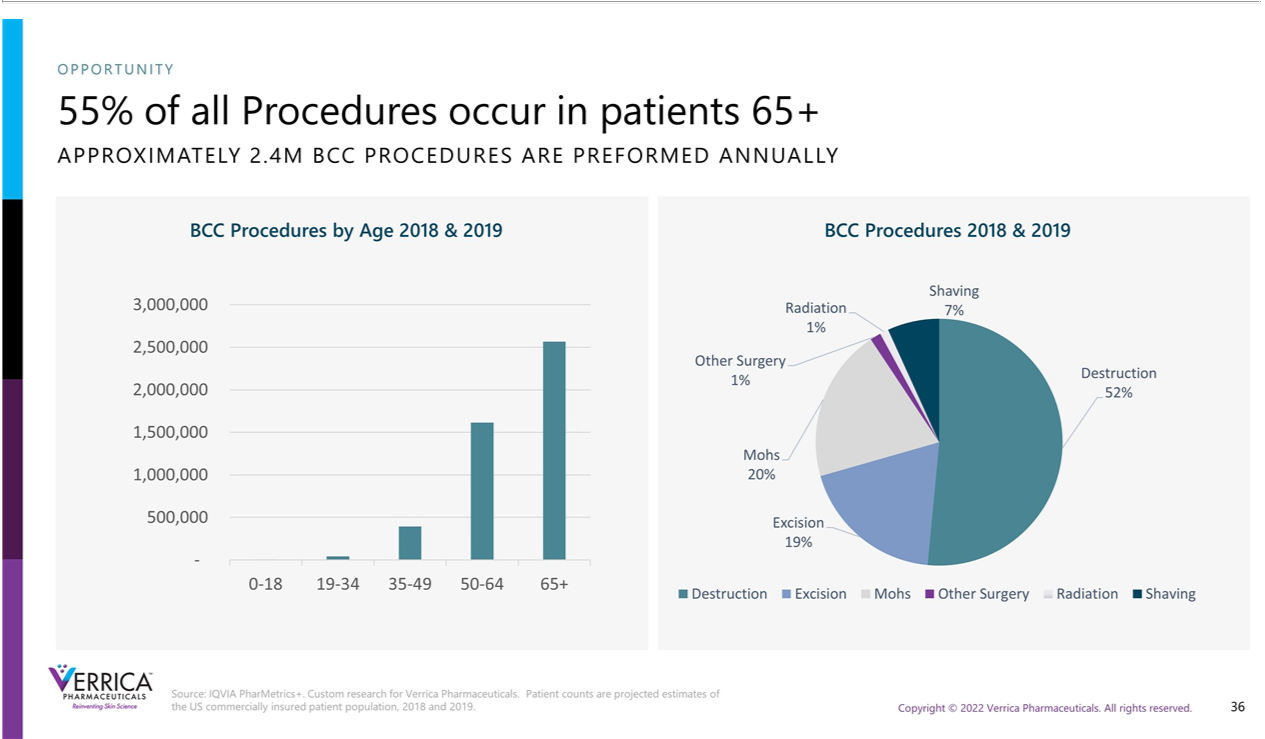 OPPORTUNITY
55% of all Procedures occur in patients 65+
APPROXIMATELY 2.4M BCC PROCEDURES ARE PREFORMED ANNUALLY
BCC Procedures by Age 2018 & 2019
3,000,000
2,500,000
2,000,000
1,500,000
1,000,000
500,000
-
0-18 19-34 35-49 50-64 65+
BCC Procedures 2018 & 2019
Shaving
7%
Radiation
1%
Other Surgery
1%
Destruction
52%
Mohs
20%
Excision
19%
Destruction Excision Mohs Other Surgery Radiation Shaving
VERRICA™
PHARMACEUTICALS
Reinventing Skin Science
Source: IQVIA PharMetrics+. Custom research for Verrica Pharmaceuticals. Patient counts are projected estimates of
the US commercially insured patient population, 2018 and 2019.
Copyright © 2022 Verrica Pharmaceuticals. All rights reserved.
36